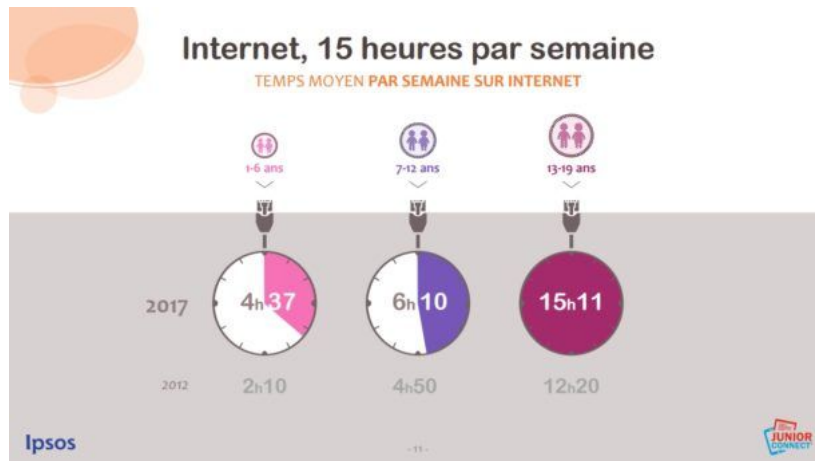 Internet, 15 heures par semaine
TEMPS MOYEN PAR SEMAINE SUR INTERNET
1-6 ans 7-12 ans 13-19 ans
2017 4h37 6h10 15h11
2012 2h10 4h50 12h20
Ipsos - 11 - JUNIOR
CONNECT'